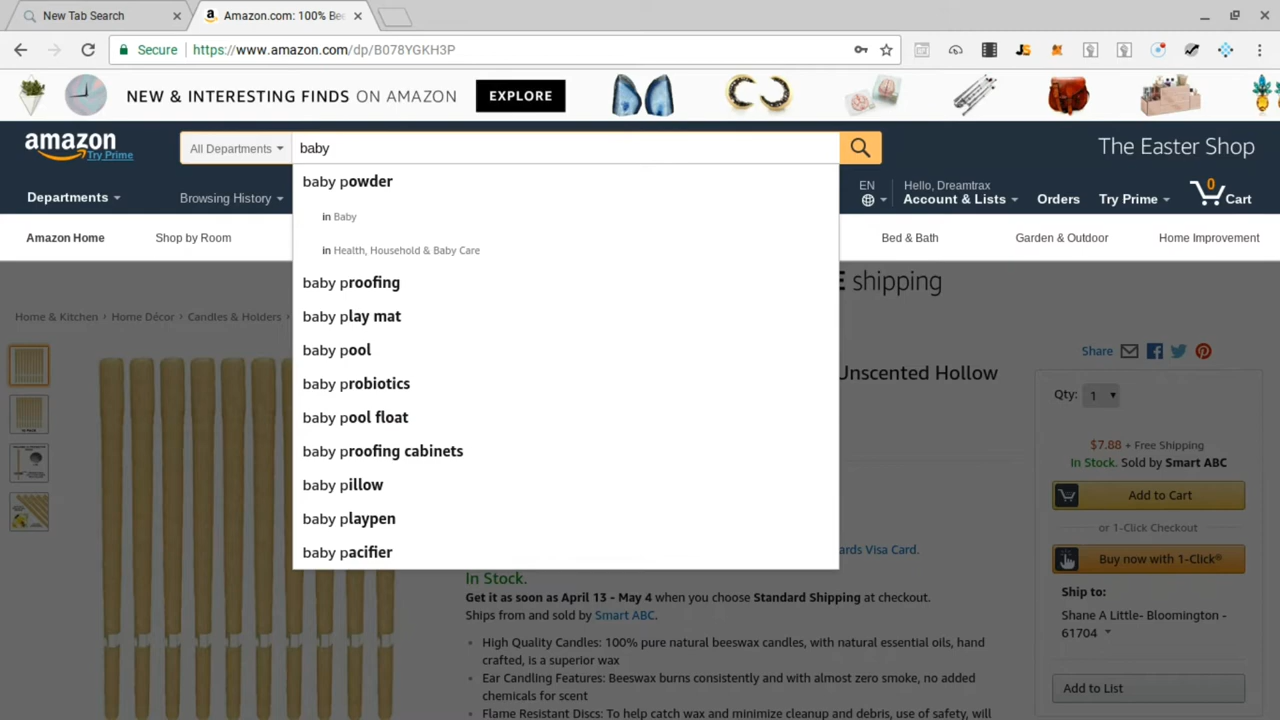 New Tab Search
Amazon.com: 100% Bee
Secure https://www.amazon.com/dp/B078YGKH3P
NEW & INTERESTING FINDS ON AMAZON
EXPLORE
amazon
Try Prime
All Departments
baby
The Easter Shop
Departments
Browsing History
EN
Hello, Dreamtrax
Account & Lists
Orders
Try Prime
0
Cart
Amazon Home
Shop by Room
Bed & Bath
Garden & Outdoor
Home Improvement
baby powder
in Baby
in Health, Household & Baby Care
baby proofing
baby play mat
baby pool
baby probiotics
baby pool float
baby proofing cabinets
baby pillow
baby playpen
baby pacifier
E shipping
Home & Kitchen › Home Décor › Candles & Holders ›
Unscented Hollow
ards Visa Card.
In Stock.
Get it as soon as April 13 - May 4 when you choose Standard Shipping at checkout.
Ships from and sold by Smart ABC.
• High Quality Candles: 100% pure natural beeswax candles, with natural essential oils, hand
crafted, is a superior wax
• Ear Candling Features: Beeswax burns consistently and with almost zero smoke, no added
chemicals for scent
• Flame Resistant Discs: To help catch wax and minimize cleanup and debris, use of safety, will
Share
Qty: 1
$7.88 + Free Shipping
In Stock. Sold by Smart ABC
Add to Cart
or 1-Click Checkout
Buy now with 1-Click®
Ship to:
Shane A Little- Bloomington -
61704
Add to List